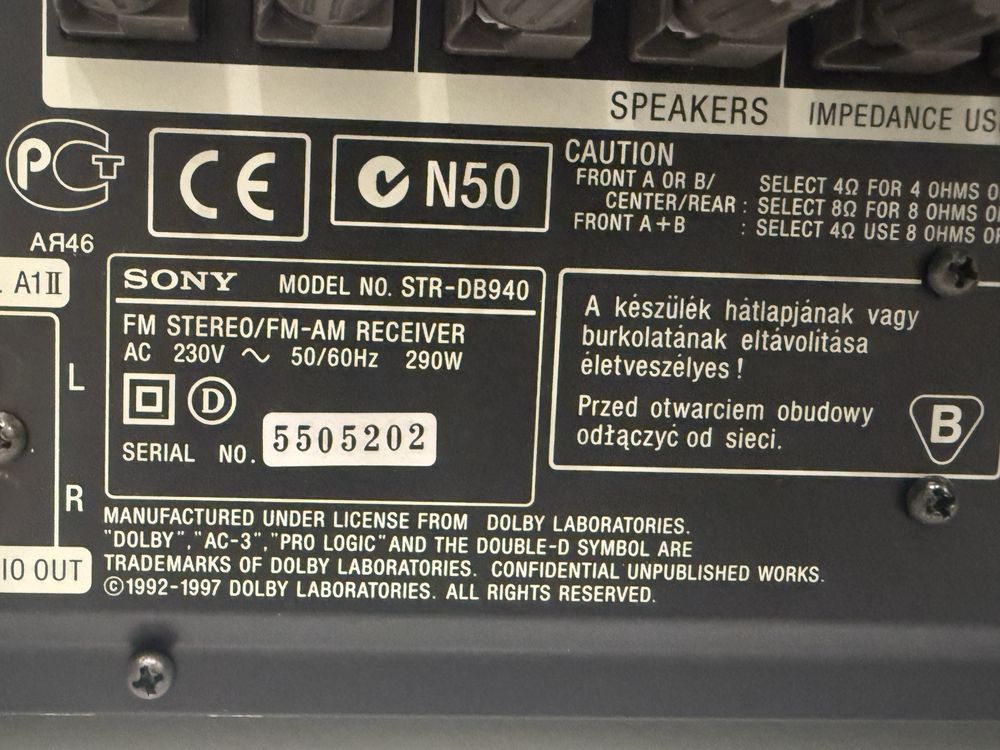 SPEAKERS IMPEDANCE US
PCT
CE
N50
CAUTION
FRONT A OR B/ SELECT 4Ω FOR 4 OHMS O
CENTER/REAR : SELECT 8Ω FOR 8 OHMS O
FRONT A+B : SELECT 4Ω USE 8 OHMS O
АЯ46
A1II
SONY MODEL NO. STR-DB940
FM STEREO/FM-AM RECEIVER
AC 230V ~ 50/60Hz 290W
D
SERIAL NO. 5505202
L
R
IO OUT
A készülék hátlapjának vagy
burkolatának eltávolítása
életveszélyes !
Przed otwarciem obudowy
odłączyć od sieci.
B
MANUFACTURED UNDER LICENSE FROM DOLBY LABORATORIES.
"DOLBY","AC-3","PRO LOGIC"AND THE DOUBLE-D SYMBOL ARE
TRADEMARKS OF DOLBY LABORATORIES. CONFIDENTIAL UNPUBLISHED WORKS.
©1992-1997 DOLBY LABORATORIES. ALL RIGHTS RESERVED.